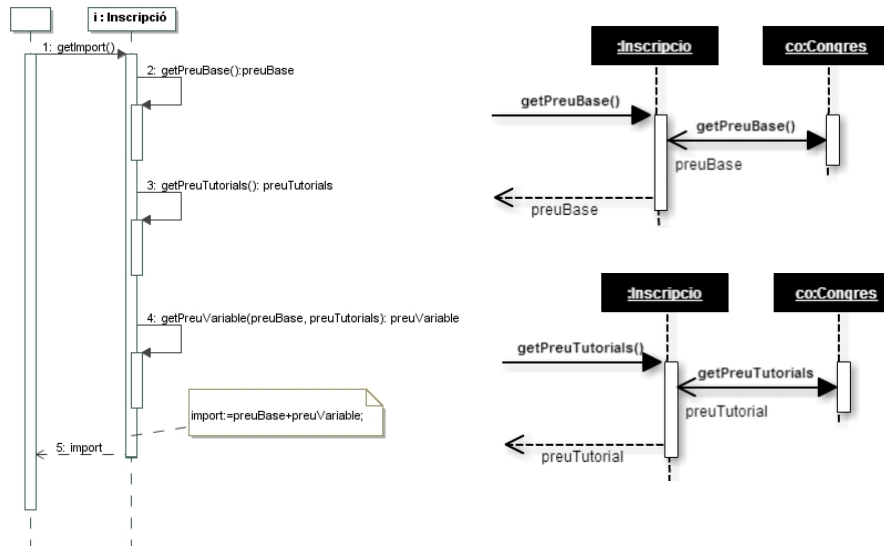 i : Inscripció
1: getImport()
2: getPreuBase():preuBase
3: getPreuTutorials(): preuTutorials
4: getPreuVariable(preuBase, preuTutorials): preuVariable
import:=preuBase+preuVariable;
5: import
:Inscripcio
co:Congres
getPreuBase()
getPreuBase()
preuBase
preuBase
:Inscripcio
co:Congres
getPreuTutorials()
getPreuTutorials
preuTutorial
preuTutorial